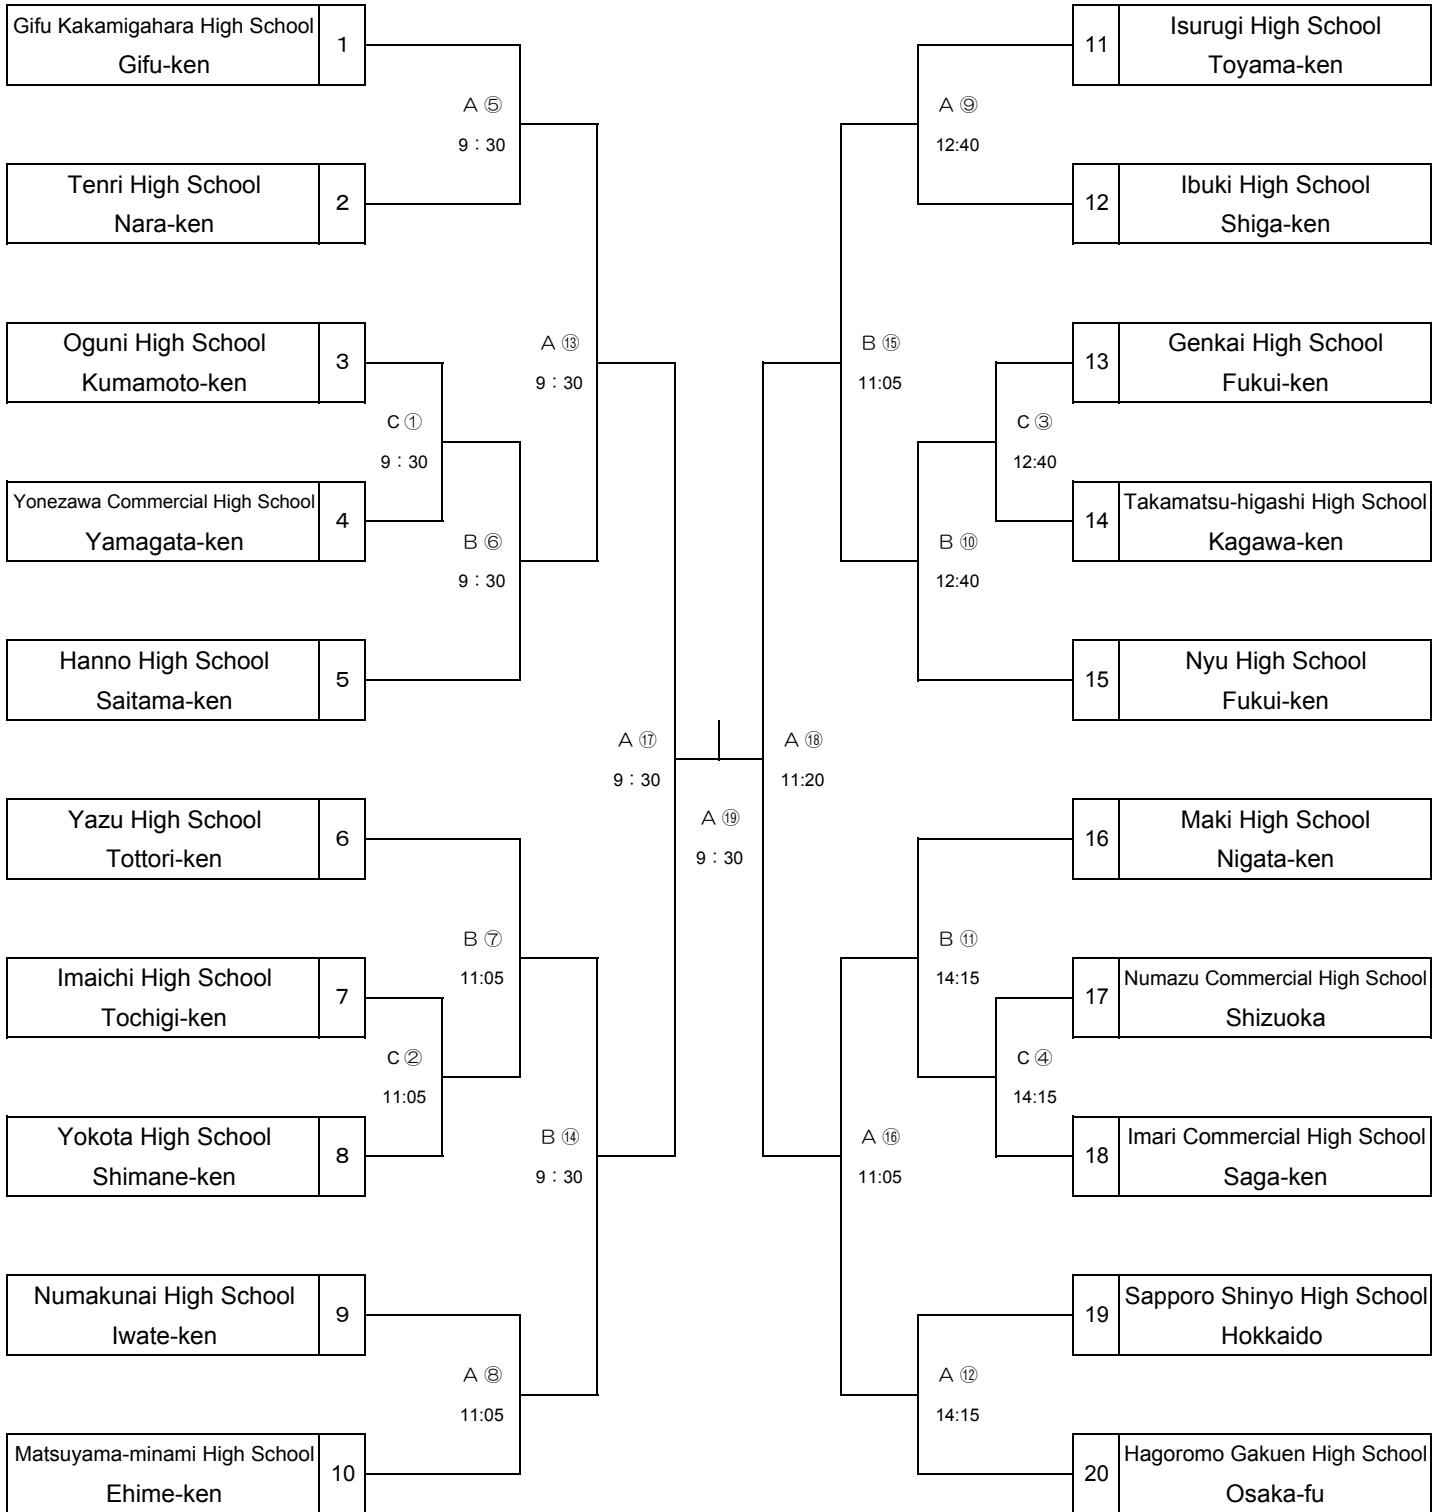 Gifu Kakamigahara High School
Gifu-ken
1
Tenri High School
Nara-ken
2
Oguni High School
Kumamoto-ken
3
Yonezawa Commercial High School
Yamagata-ken
4
Hanno High School
Saitama-ken
5
Yazu High School
Tottori-ken
6
Imaichi High School
Tochigi-ken
7
Yokota High School
Shimane-ken
8
Numakunai High School
Iwate-ken
9
Matsuyama-minami High School
Ehime-ken
10
C ①
9：30
C ②
11:05
A ⑤
9：30
B ⑥
9：30
B ⑦
11:05
A ⑧
11:05
A ⑬
9：30
B ⑭
9：30
A ⑰
9：30
A ⑲
9：30
A ⑱
11:20
B ⑮
11:05
A ⑯
11:05
A ⑨
12:40
B ⑩
12:40
B ⑪
14:15
A ⑫
14:15
C ③
12:40
C ④
14:15
11
Isurugi High School
Toyama-ken
12
Ibuki High School
Shiga-ken
13
Genkai High School
Fukui-ken
14
Takamatsu-higashi High School
Kagawa-ken
15
Nyu High School
Fukui-ken
16
Maki High School
Nigata-ken
17
Numazu Commercial High School
Shizuoka
18
Imari Commercial High School
Saga-ken
19
Sapporo Shinyo High School
Hokkaido
20
Hagoromo Gakuen High School
Osaka-fu